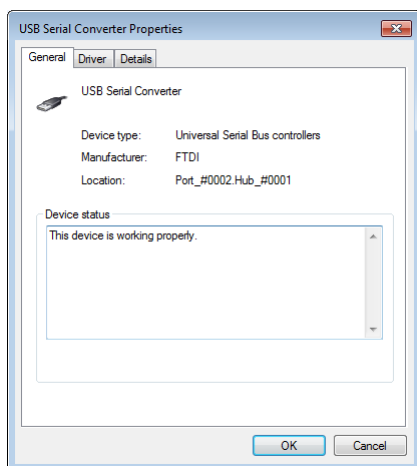 USB Serial Converter Properties
General Driver Details
USB Serial Converter
Device type: Universal Serial Bus controllers
Manufacturer: FTDI
Location: Port_#0002.Hub_#0001
Device status
This device is working properly.
OK Cancel